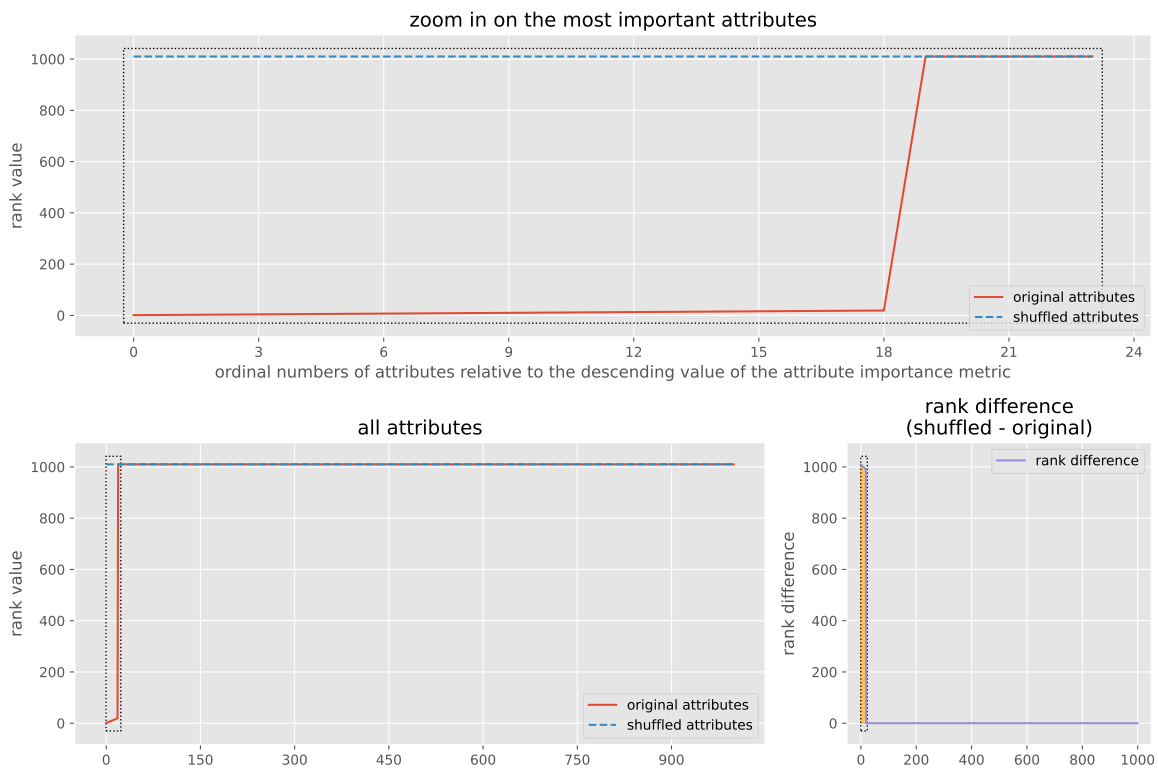 zoom in on the most important attributes
rank value
1000
800
600
400
200
0
0 3 6 9 12 15 18 21 24
original attributes
shuffled attributes
ordinal numbers of attributes relative to the descending value of the attribute importance metric
all attributes
rank value
1000
800
600
400
200
0
0 150 300 450 600 750 900
original attributes
shuffled attributes
rank difference
(shuffled - original)
rank difference
1000
800
600
400
200
0
0 200 400 600 800 1000
rank difference